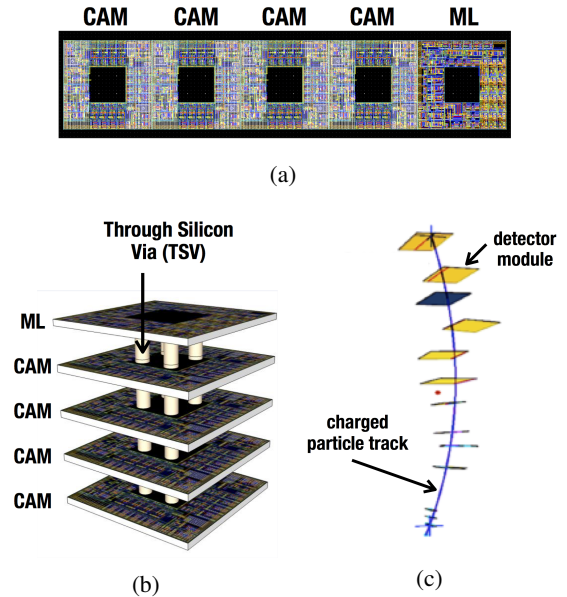 CAM CAM CAM CAM ML
(a)
Through Silicon
Via (TSV)
ML
CAM
CAM
CAM
CAM
(b)
detector
module
charged
particle track
(c)